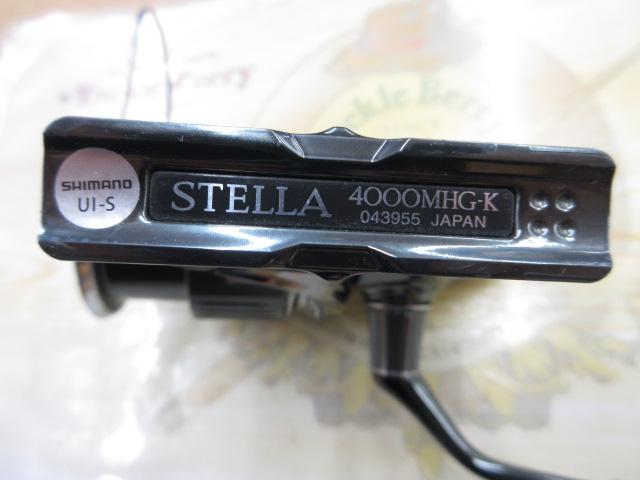 SHIMANO
UI-S
STELLA
4000MHG-K
043955 JAPAN